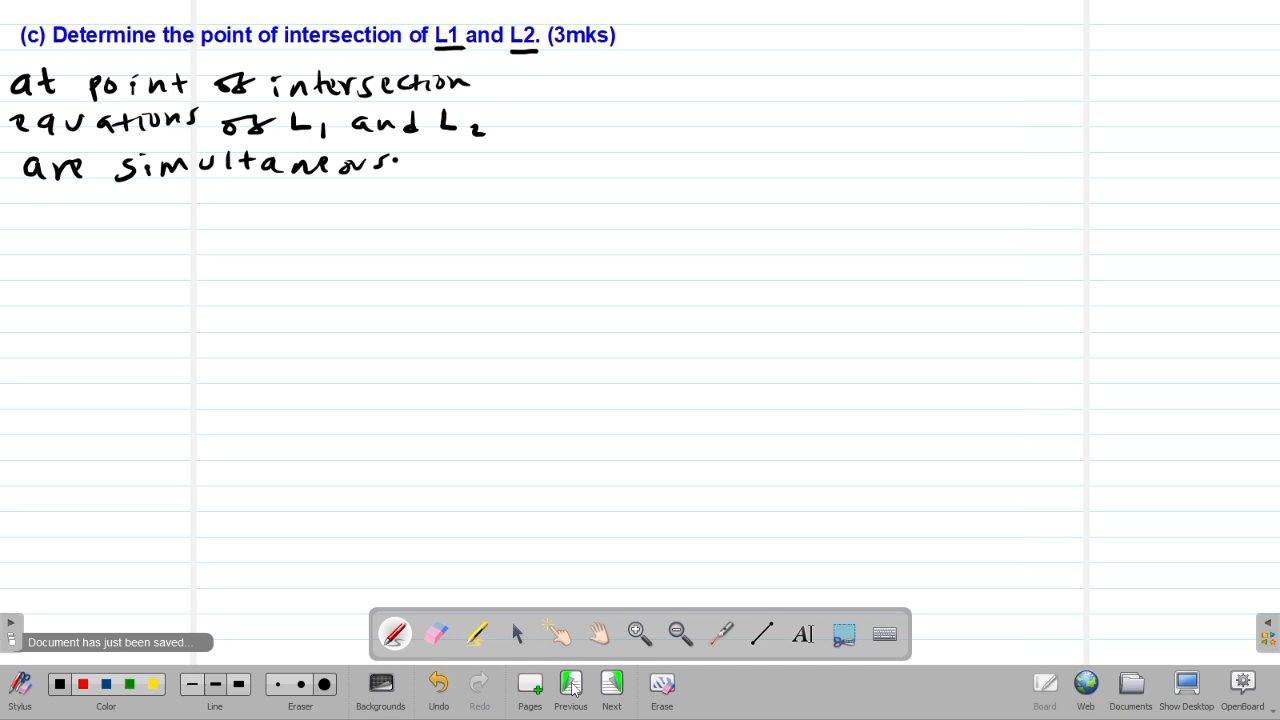 (c) Determine the point of intersection of L1 and L2. (3mks)
at point of intersection
equations of L1 and L2
are simultaneous.
Document has just been saved...
Stylus
Color
Line
Eraser
Backgrounds
Undo
Redo
Pages
Previous
Next
Erase
Board
Web
Documents
Show Desktop
OpenBoard